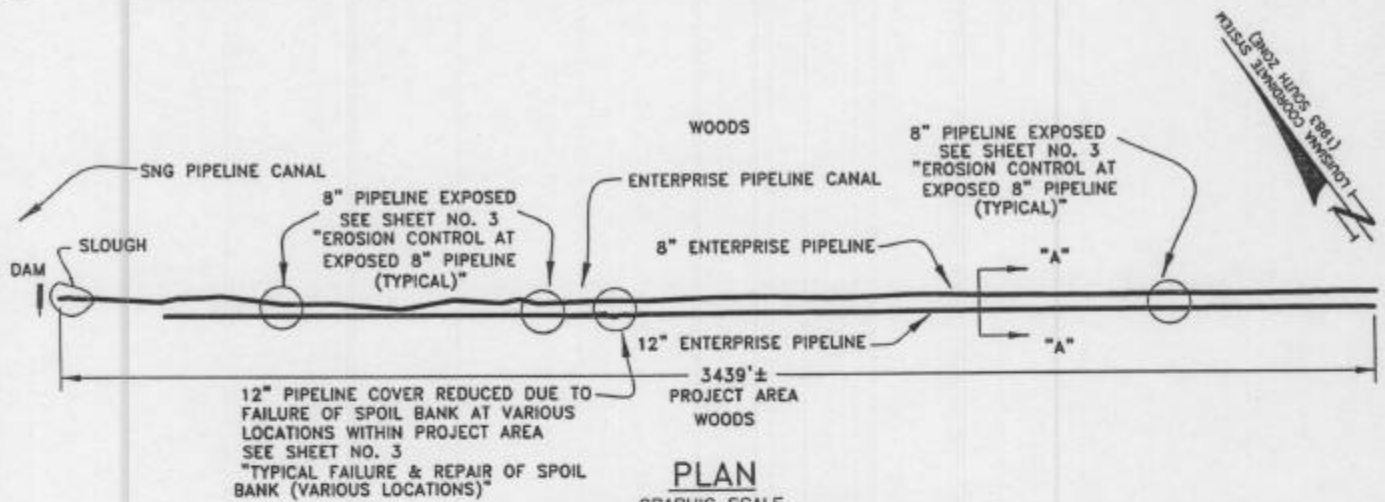 LOUISIANA COORDINATE SYSTEM
(1983 SOUTH ZONE)
N
WOODS
SNG PIPELINE CANAL
8" PIPELINE EXPOSED
SEE SHEET NO. 3
"EROSION CONTROL AT
EXPOSED 8" PIPELINE
(TYPICAL)"
ENTERPRISE PIPELINE CANAL
8" PIPELINE EXPOSED
SEE SHEET NO. 3
"EROSION CONTROL AT
EXPOSED 8" PIPELINE
(TYPICAL)"
SLOUGH
DAM
8" ENTERPRISE PIPELINE
"A"
12" ENTERPRISE PIPELINE
"A"
3439'±
PROJECT AREA
WOODS
12" PIPELINE COVER REDUCED DUE TO
FAILURE OF SPOIL BANK AT VARIOUS
LOCATIONS WITHIN PROJECT AREA
SEE SHEET NO. 3
"TYPICAL FAILURE & REPAIR OF SPOIL
BANK (VARIOUS LOCATIONS)"
PLAN
GRAPHIC SCALE